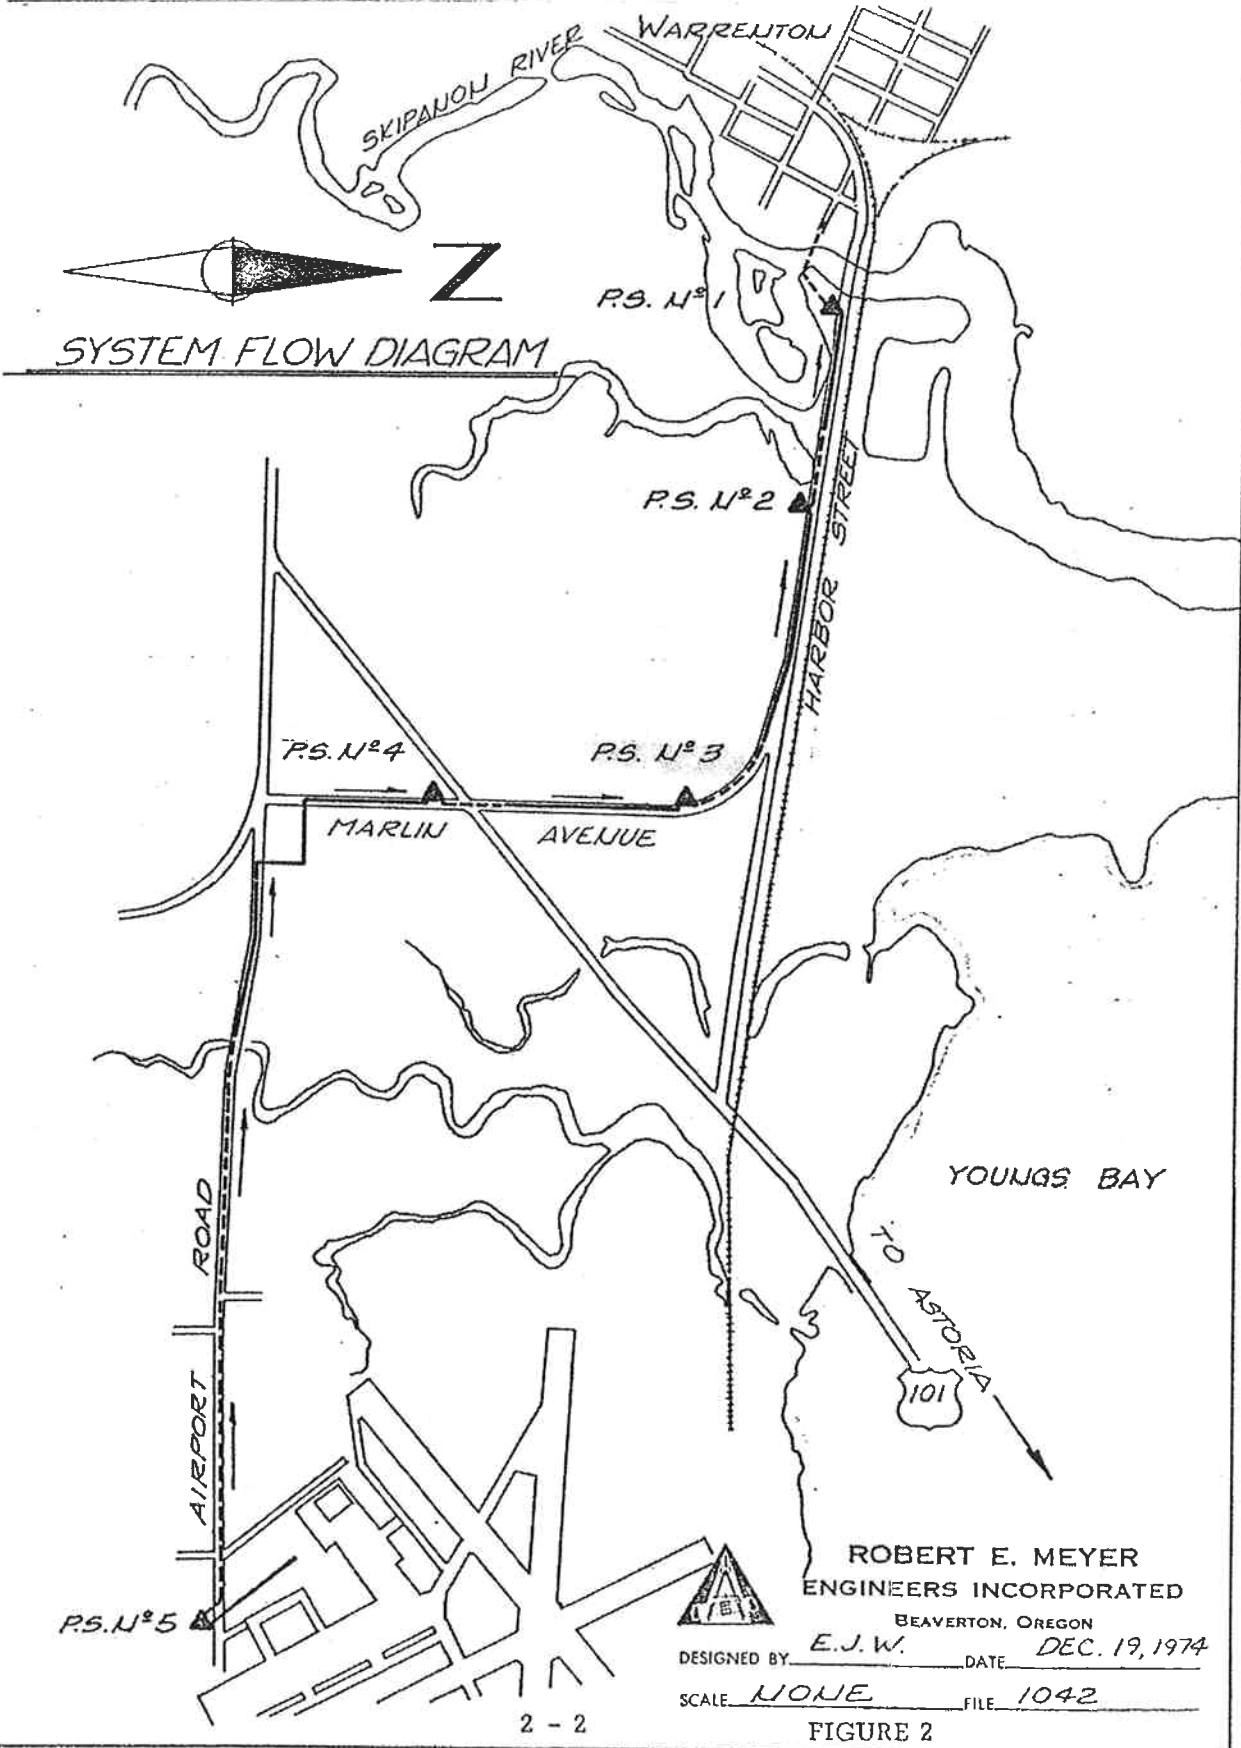 WARRENTON
SKIPANON RIVER
N
P.S. Nº 1
SYSTEM FLOW DIAGRAM
P.S. Nº 2
HARBOR STREET
P.S. Nº 4
P.S. Nº 3
MARLIN AVENUE
YOUNGS BAY
AIRPORT ROAD
TO ASTORIA
101
P.S. Nº 5
ROBERT E. MEYER
ENGINEERS INCORPORATED
BEAVERTON, OREGON
DESIGNED BY E.J.W. DATE DEC. 19, 1974
SCALE NONE FILE 1042
2 - 2
FIGURE 2